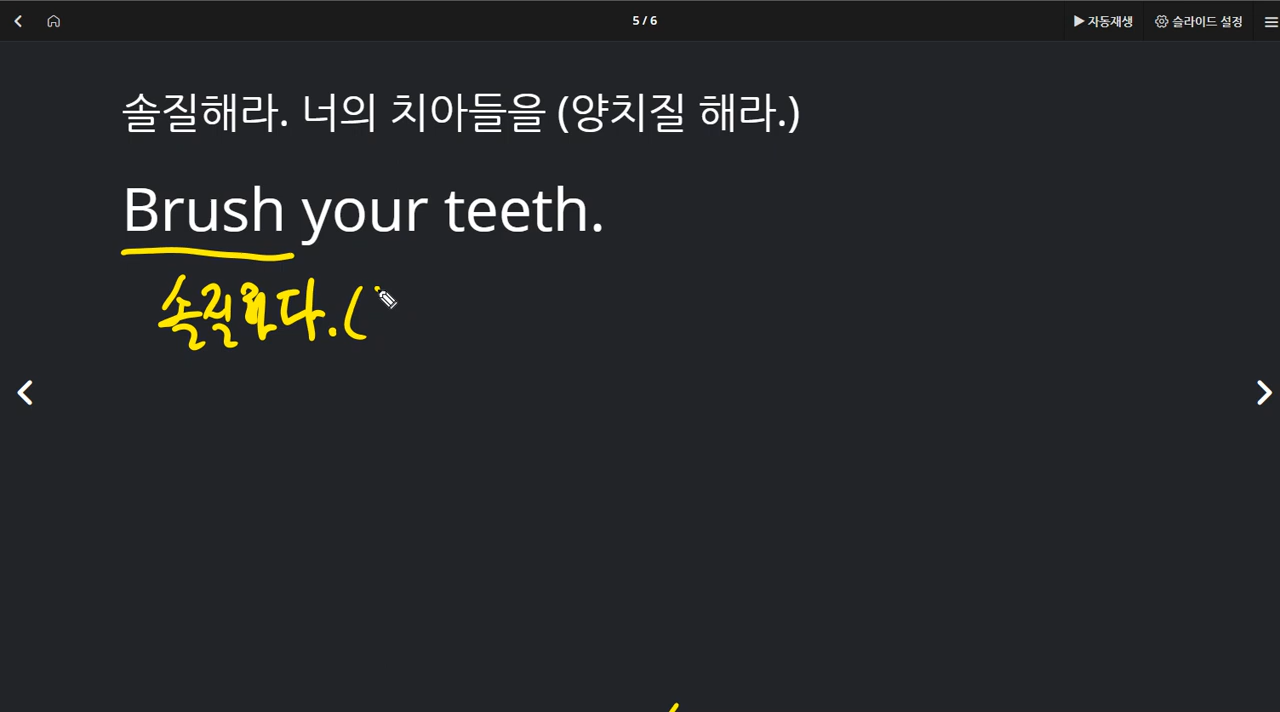 5 / 6
▶ 자동재생
슬라이드 설정
솔질해라. 너의 치아들을 (양치질 해라.)
Brush your teeth.
솔질하다. (